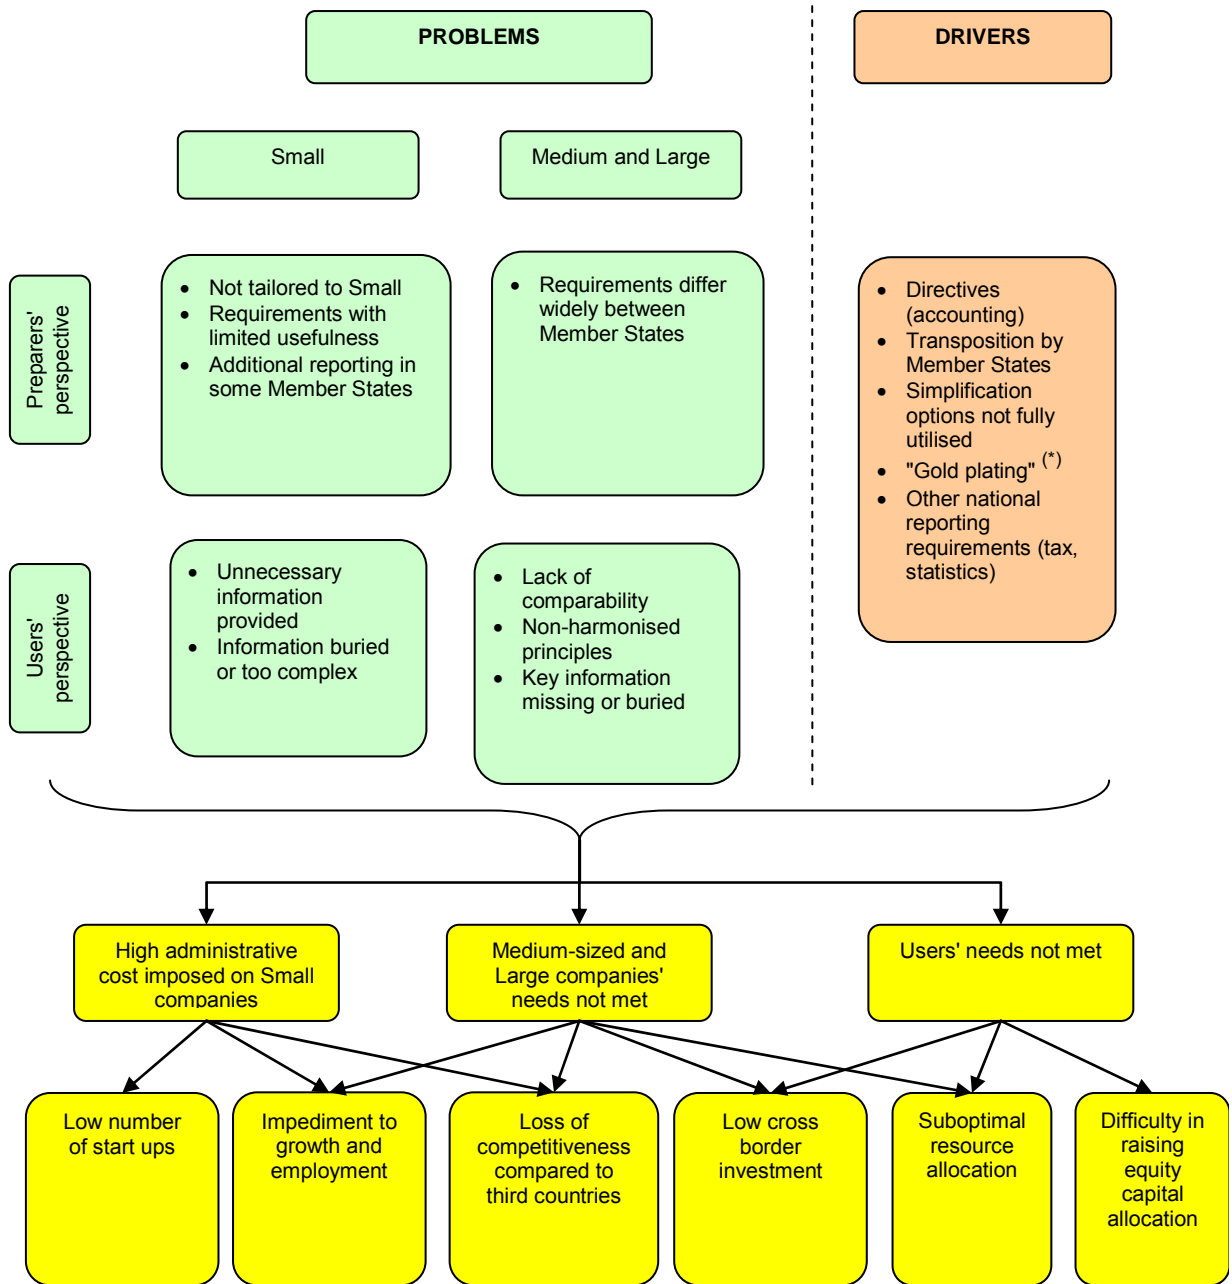 PROBLEMS
DRIVERS
Small
Medium and Large
Preparers'
perspective
• Not tailored to Small
• Requirements with
limited usefulness
• Additional reporting in
some Member States
• Requirements differ
widely between
Member States
• Directives
(accounting)
• Transposition by
Member States
• Simplification
options not fully
utilised
• "Gold plating" (*)
• Other national
reporting
requirements (tax,
statistics)
Users'
perspective
• Unnecessary
information
provided
• Information buried
or too complex
• Lack of
comparability
• Non-harmonised
principles
• Key information
missing or buried
High administrative
cost imposed on Small
companies
Medium-sized and
Large companies'
needs not met
Users' needs not met
Low number
of start ups
Impediment to
growth and
employment
Loss of
competitiveness
compared to
third countries
Low cross
border
investment
Suboptimal
resource
allocation
Difficulty in
raising
equity
capital
allocation